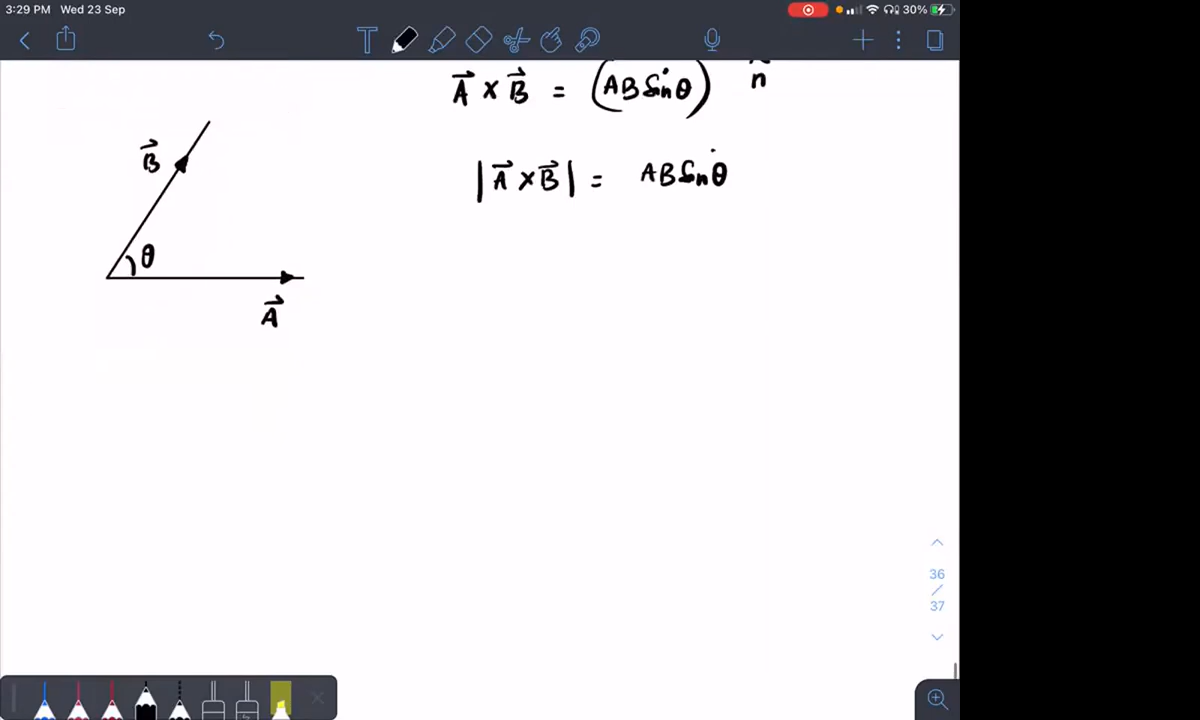 3:29 PM Wed 23 Sep
30%
T
A⃗ × B⃗ = (AB Sinθ) n̂
|A⃗ × B⃗| = AB Sinθ
B⃗
θ
A⃗
36
/
37